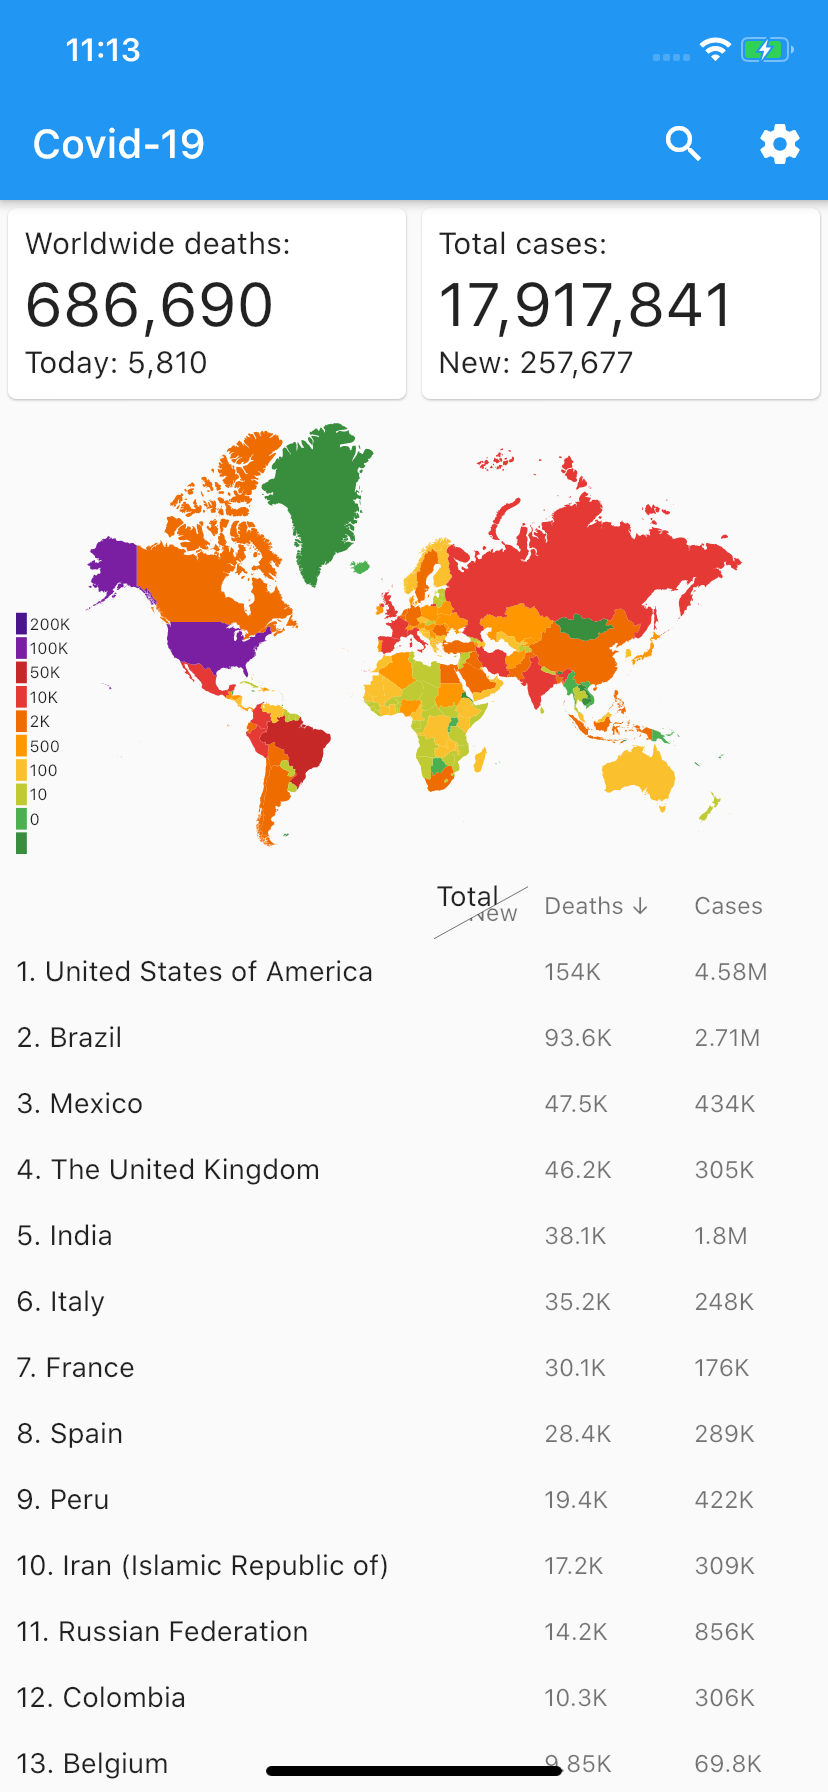 11:13
Covid-19
Worldwide deaths:
686,690
Today: 5,810
Total cases:
17,917,841
New: 257,677
200K
100K
50K
10K
2K
500
100
10
0
Total
New
Deaths ↓ Cases
1. United States of America 154K 4.58M
2. Brazil 93.6K 2.71M
3. Mexico 47.5K 434K
4. The United Kingdom 46.2K 305K
5. India 38.1K 1.8M
6. Italy 35.2K 248K
7. France 30.1K 176K
8. Spain 28.4K 289K
9. Peru 19.4K 422K
10. Iran (Islamic Republic of) 17.2K 309K
11. Russian Federation 14.2K 856K
12. Colombia 10.3K 306K
13. Belgium 9.85K 69.8K